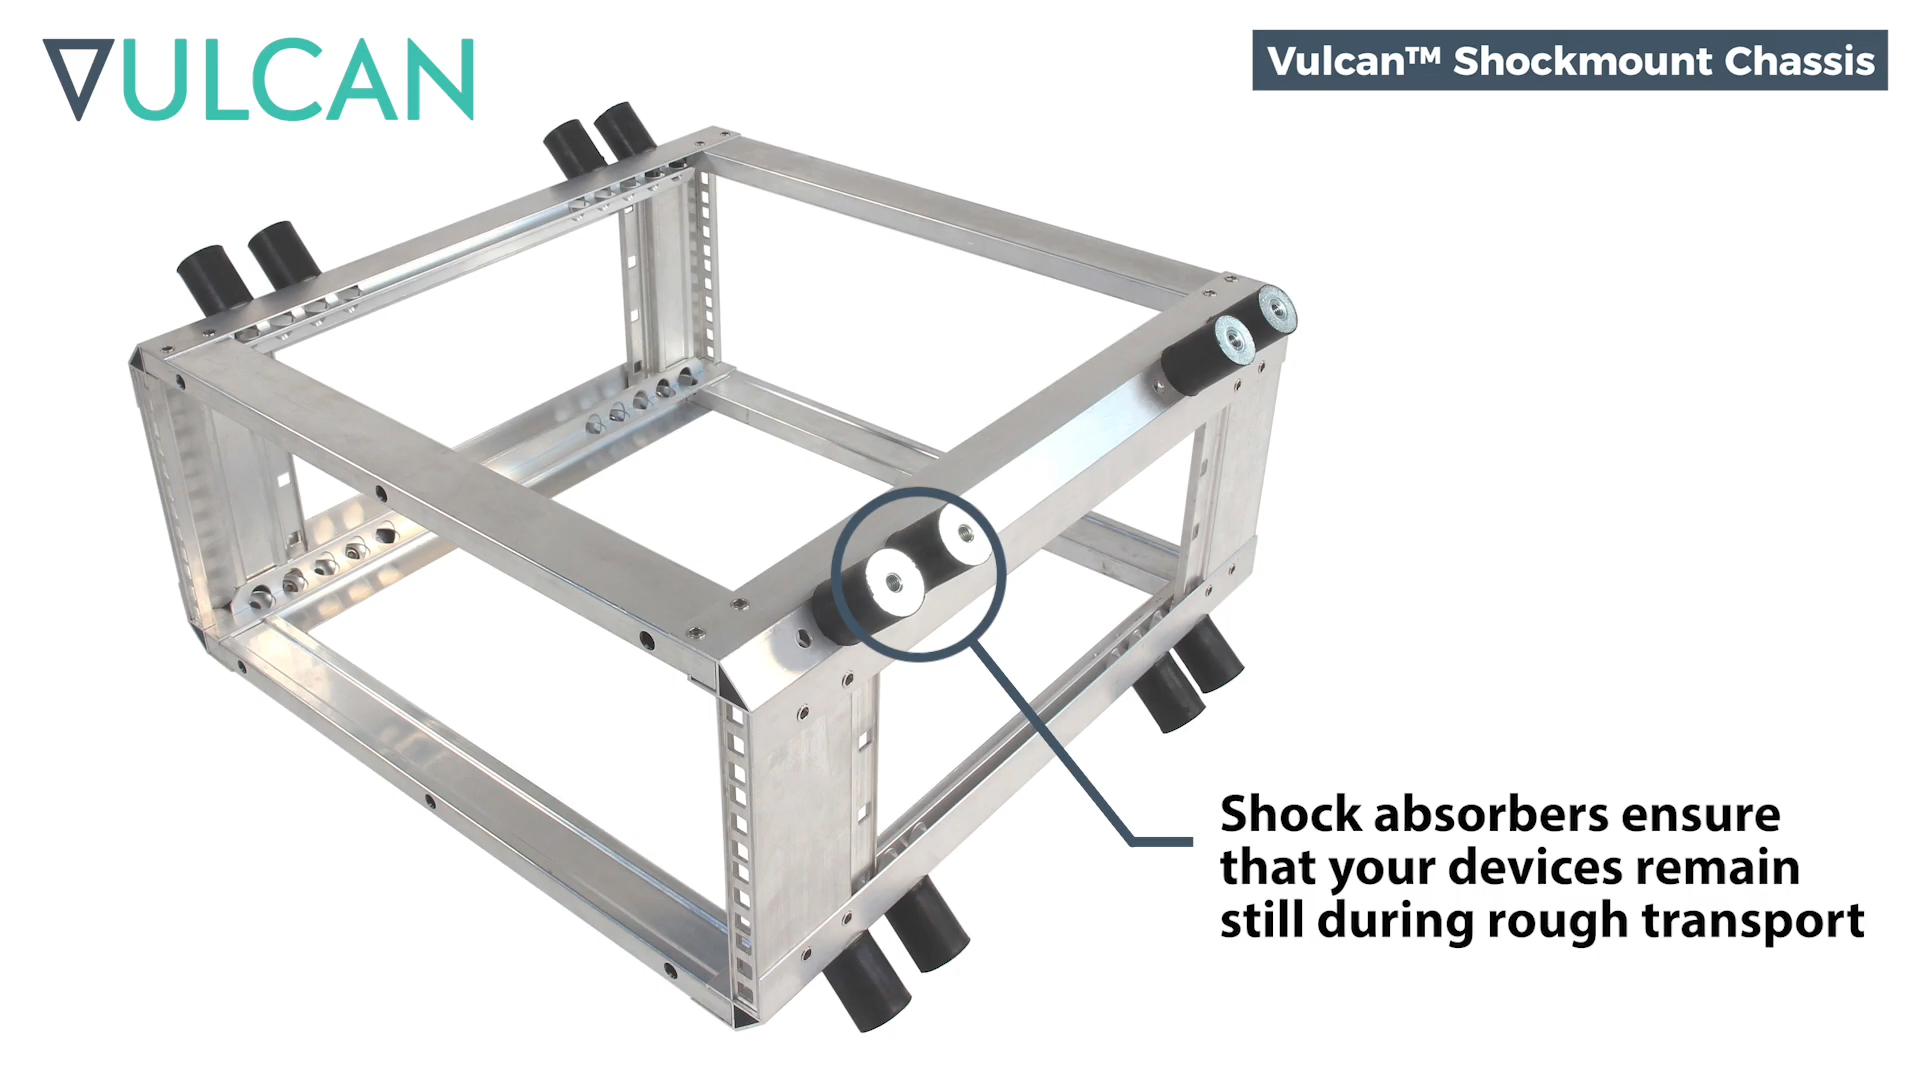 VULCAN
Vulcan™ Shockmount Chassis
Shock absorbers ensure
that your devices remain
still during rough transport